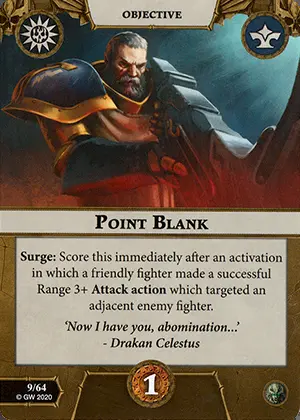 OBJECTIVE
POINT BLANK
Surge: Score this immediately after an activation
in which a friendly fighter made a successful
Range 3+ Attack action which targeted an
adjacent enemy fighter.
‘Now I have you, abomination...’
- Drakan Celestus
9/64
© GW 2020
1